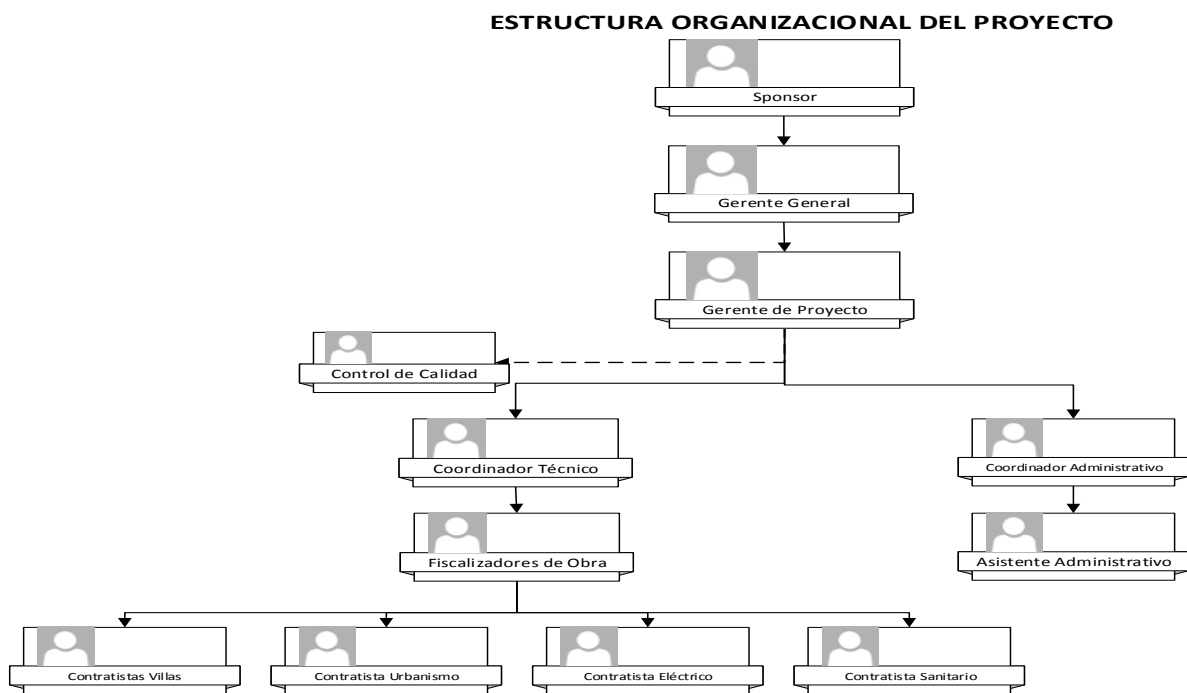 ESTRUCTURA ORGANIZACIONAL DEL PROYECTO
Sponsor
Gerente General
Gerente de Proyecto
Control de Calidad
Coordinador Técnico
Coordinador Administrativo
Fiscalizadores de Obra
Asistente Administrativo
Contratistas Villas
Contratista Urbanismo
Contratista Eléctrico
Contratista Sanitario